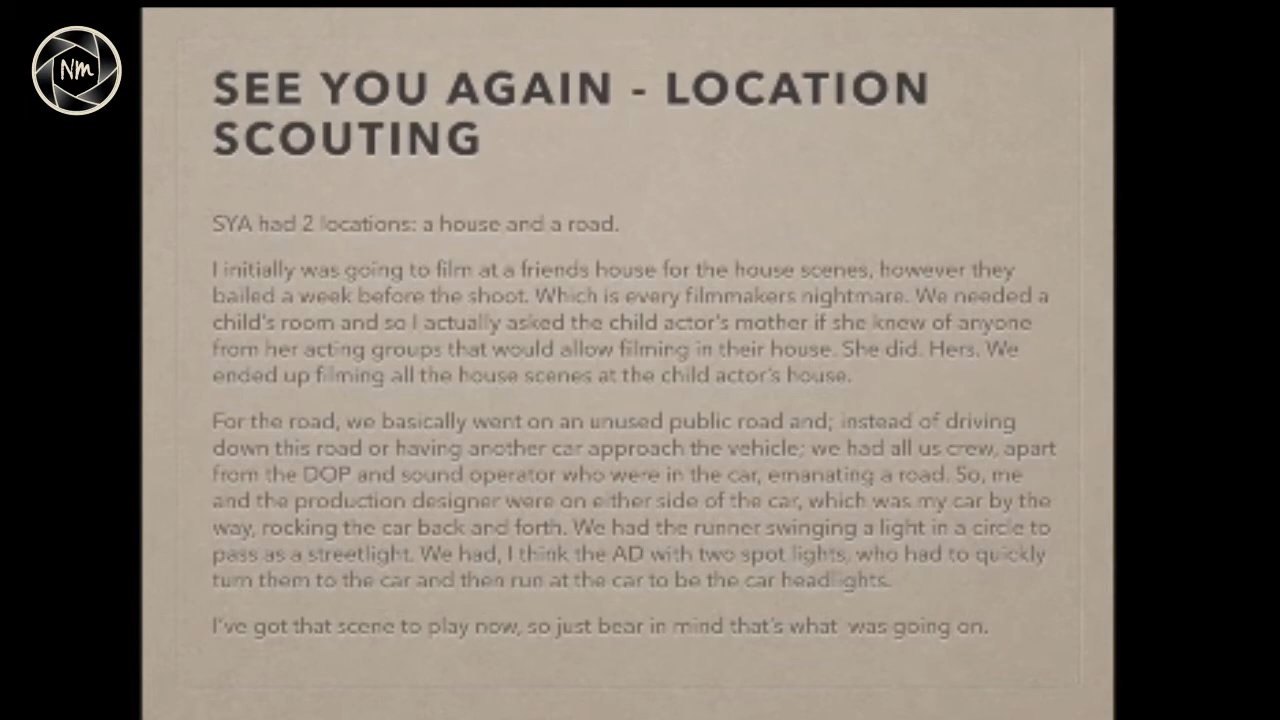 Nm
SEE YOU AGAIN - LOCATION
SCOUTING
SYA had 2 locations: a house and a road.
I initially was going to film at a friends house for the house scenes, however they
bailed a week before the shoot. Which is every filmmakers nightmare. We needed a
child's room and so I actually asked the child actor's mother if she knew of anyone
from her acting groups that would allow filming in their house. She did. Hers. We
ended up filming all the house scenes at the child actor's house.
For the road, we basically went on an unused public road and; instead of driving
down this road or having another car approach the vehicle; we had all us crew, apart
from the DOP and sound operator who were in the car, emanating a road. So, me
and the production designer were on either side of the car, which was my car by the
way, rocking the car back and forth. We had the runner swinging a light in a circle to
pass as a streetlight. We had, I think the AD with two spot lights, who had to quickly
turn them to the car and then run at the car to be the car headlights.
I've got that scene to play now, so just bear in mind that's what was going on.